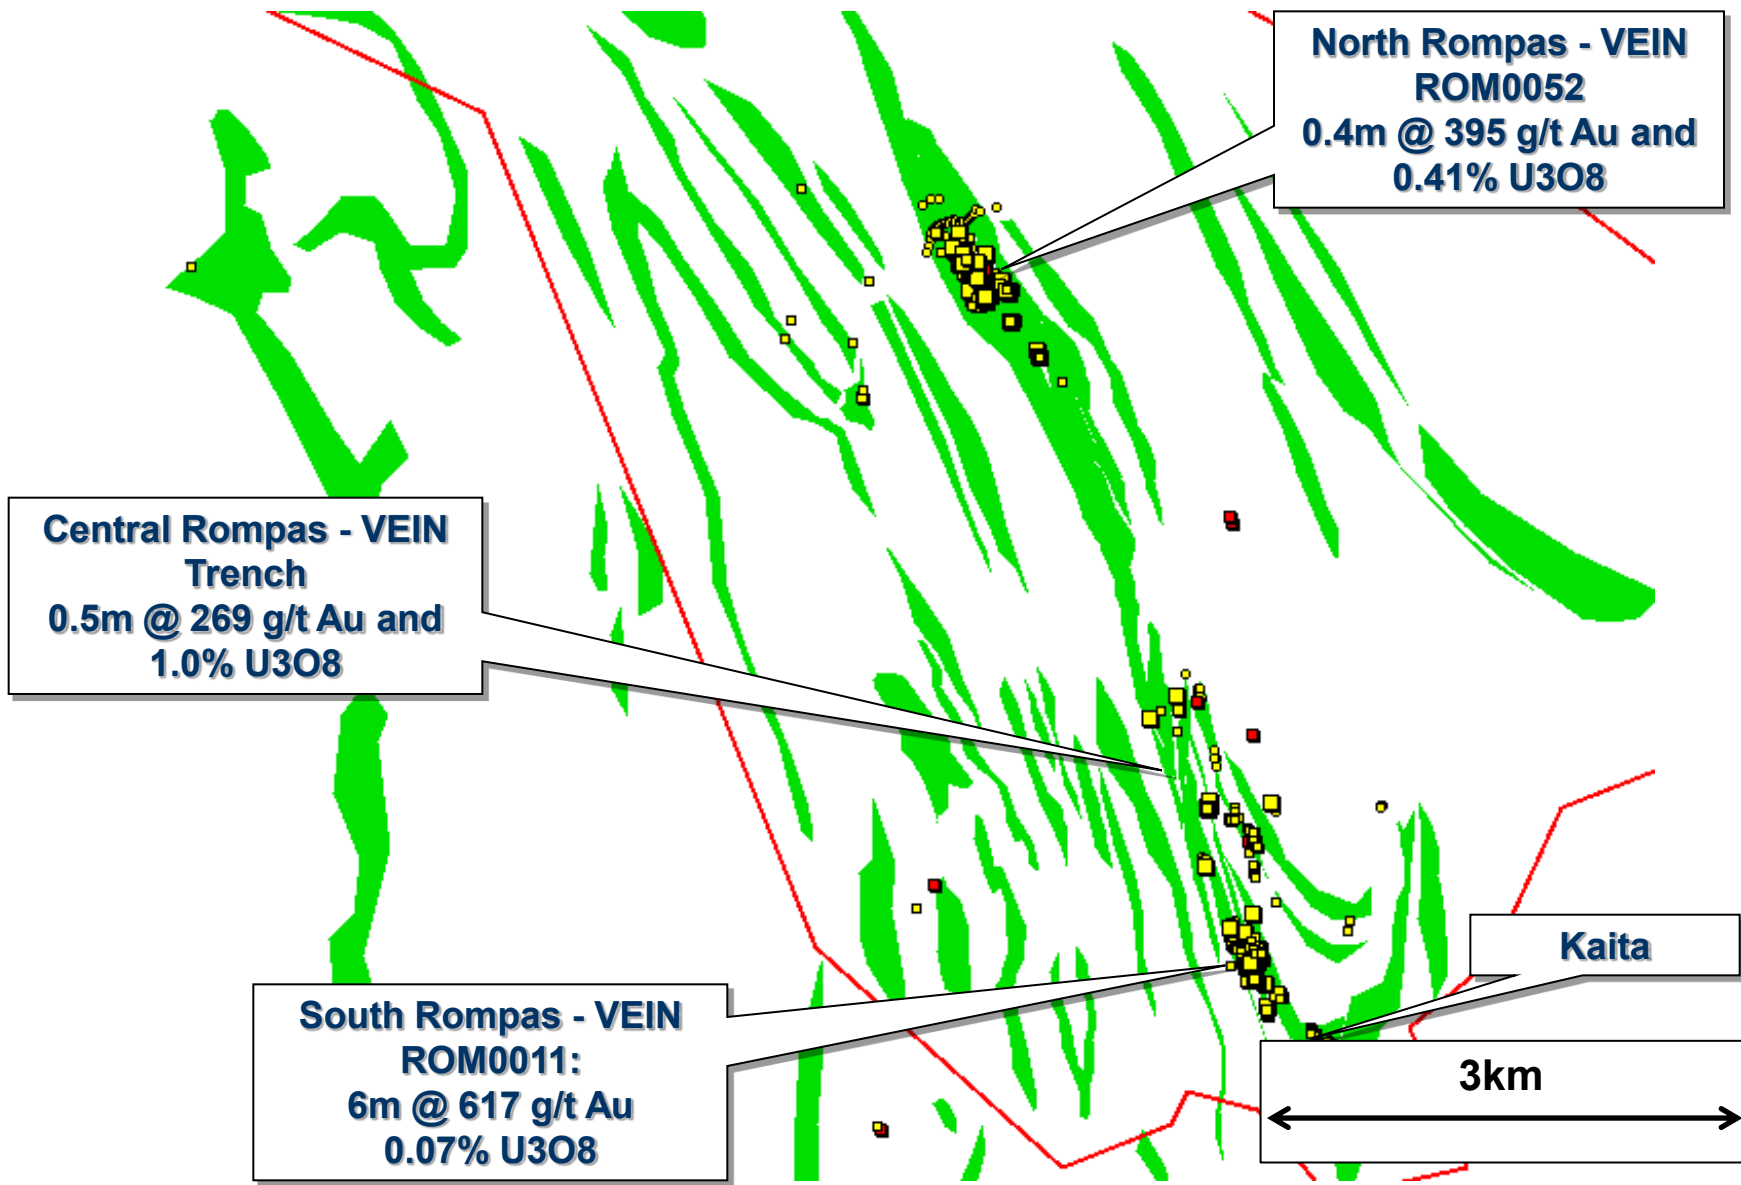 North Rompas - VEIN
ROM0052
0.4m @ 395 g/t Au and
0.41% U3O8
Central Rompas - VEIN
Trench
0.5m @ 269 g/t Au and
1.0% U3O8
Kaita
South Rompas - VEIN
ROM0011:
6m @ 617 g/t Au
0.07% U3O8
3km